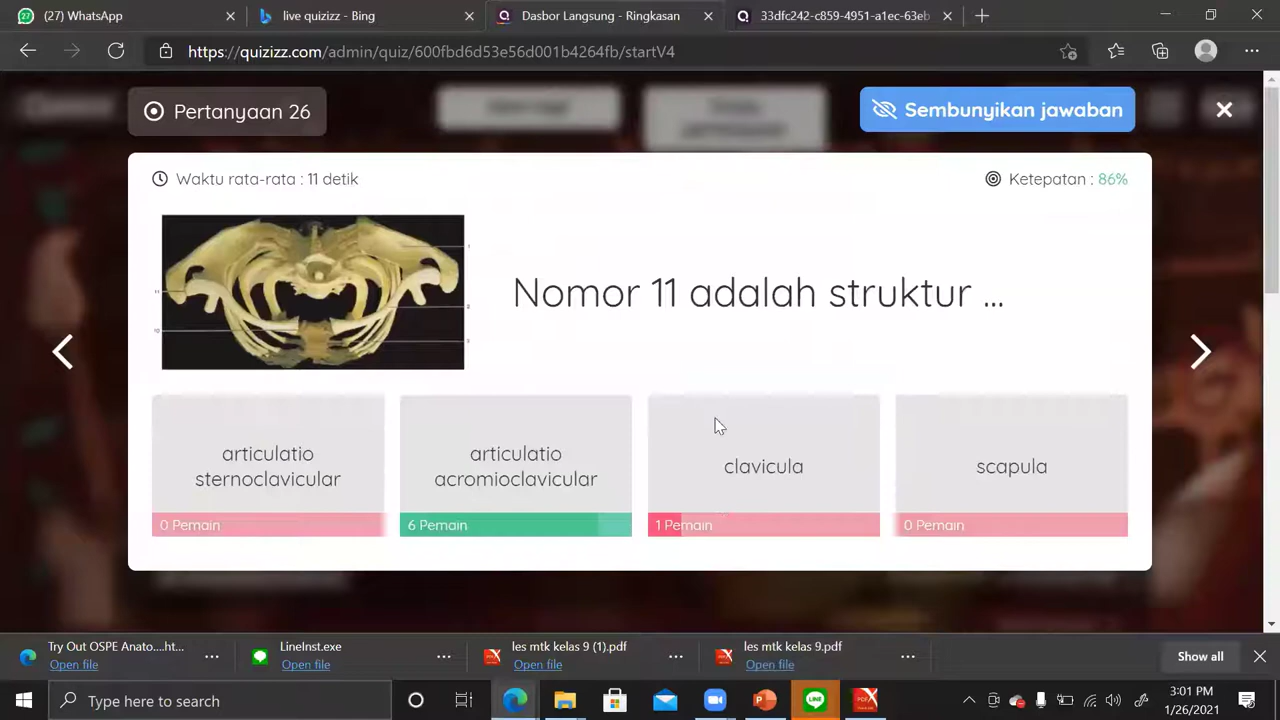 (27) WhatsApp
live quizizz - Bing
Dasbor Langsung - Ringkasan
33dfc242-c859-4951-a1ec-63eb
https://quizizz.com/admin/quiz/600fbd6d53e56d001b4264fb/startV4
Pertanyaan 26
Sembunyikan jawaban
Waktu rata-rata : 11 detik
Ketepatan : 86%
Nomor 11 adalah struktur ...
articulatio
sternoclavicular
articulatio
acromioclavicular
clavicula
scapula
0 Pemain
6 Pemain
1 Pemain
0 Pemain
Try Out OSPE Anato....ht...
Open file
LineInst.exe
Open file
les mtk kelas 9 (1).pdf
Open file
les mtk kelas 9.pdf
Open file
Show all
Type here to search
3:01 PM
1/26/2021